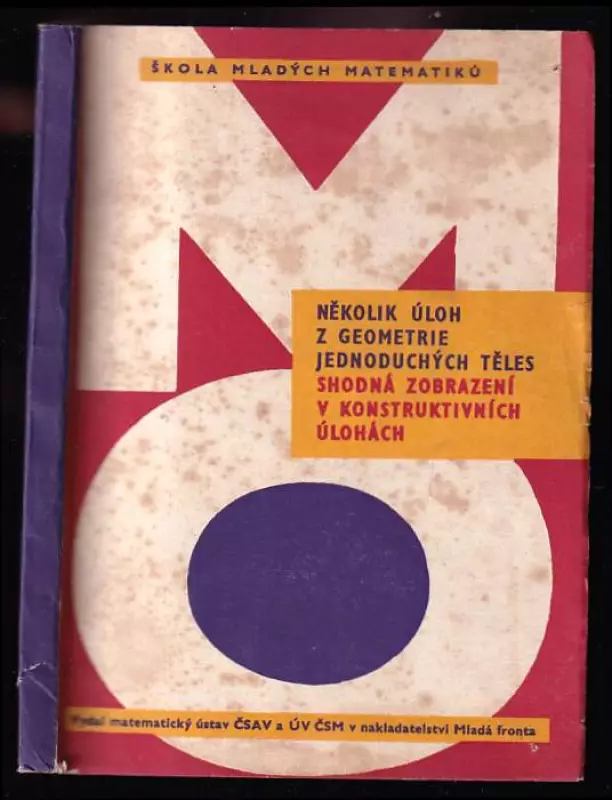 ŠKOLA MLADÝCH MATEMATIKŮ
MO
NĚKOLIK ÚLOH
Z GEOMETRIE
JEDNODUCHÝCH TĚLES
SHODNÁ ZOBRAZENÍ
V KONSTRUKTIVNÍCH
ÚLOHÁCH
Vydal matematický ústav ČSAV a ÚV ČSM v nakladatelství Mladá fronta